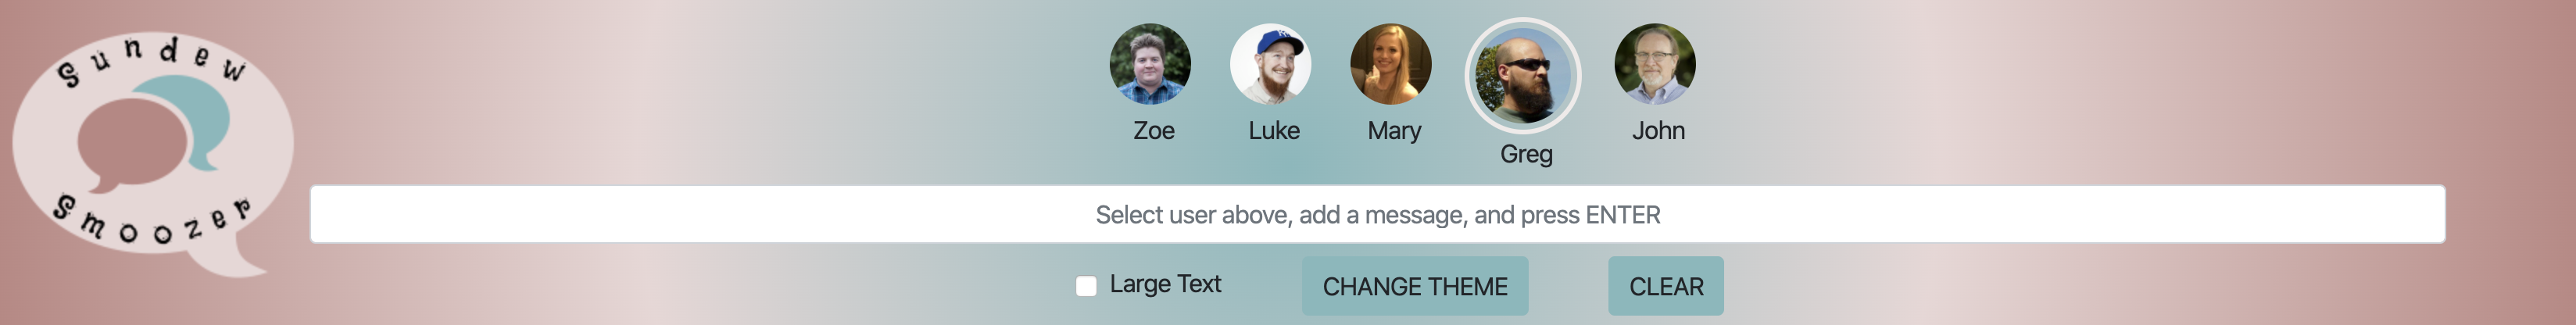 Sundew
Smoozer
Zoe
Luke
Mary
Greg
John
Select user above, add a message, and press ENTER
Large Text
CHANGE THEME
CLEAR